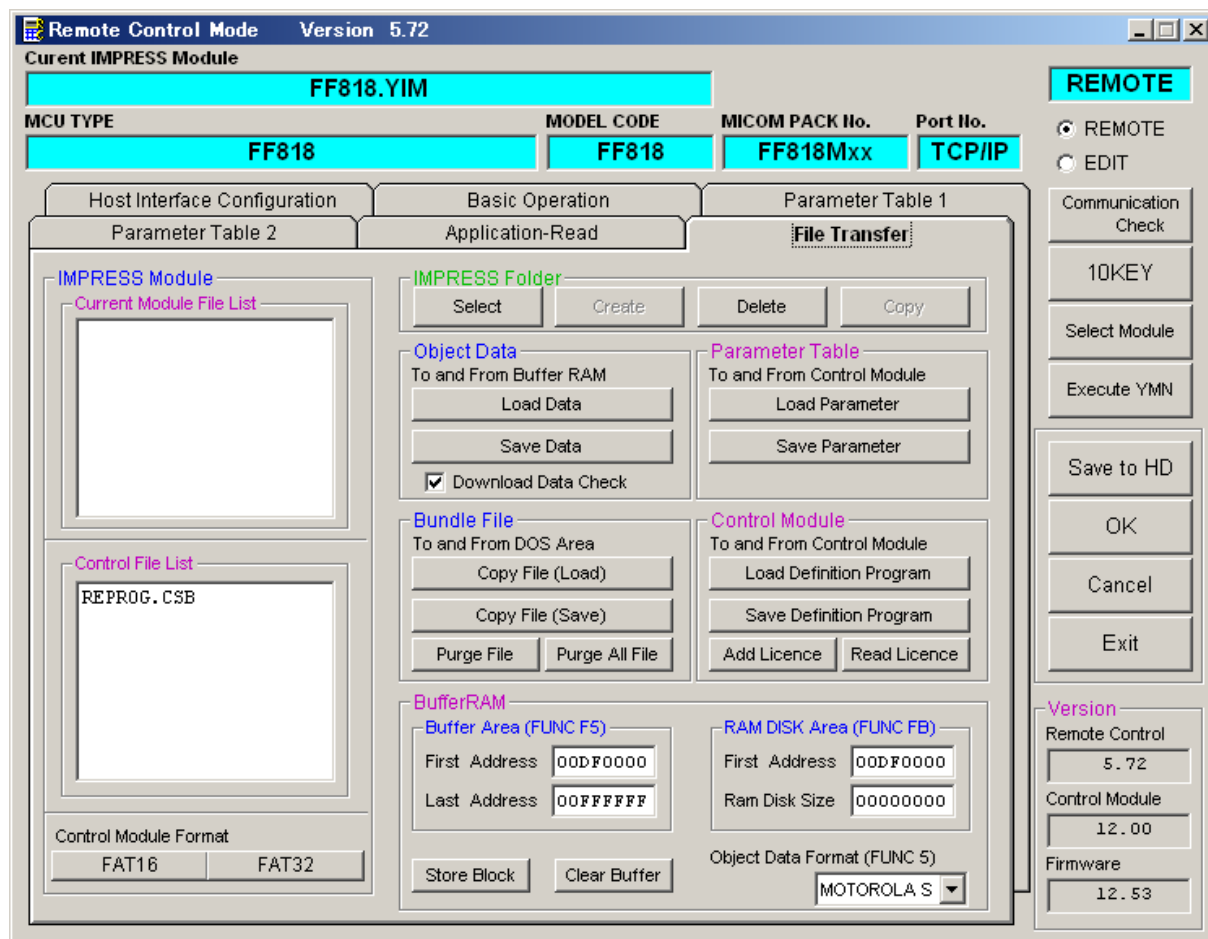 Remote Control Mode Version 5.72
Curent IMPRESS Module
FF818.YIM
REMOTE
MCU TYPE MODEL CODE MICOM PACK No. Port No.
FF818 FF818 FF818Mxx TCP/IP
REMOTE
EDIT
Host Interface Configuration Basic Operation Parameter Table 1
Parameter Table 2 Application-Read File Transfer
Communication
Check
10KEY
Select Module
Execute YMN
Save to HD
OK
Cancel
Exit
IMPRESS Module
Current Module File List
Control File List
REPROG.CSB
Control Module Format
FAT16 FAT32
IMPRESS Folder
Select Create Delete Copy
Object Data
To and From Buffer RAM
Load Data
Save Data
Download Data Check
Parameter Table
To and From Control Module
Load Parameter
Save Parameter
Bundle File
To and From DOS Area
Copy File (Load)
Copy File (Save)
Purge File Purge All File
Control Module
To and From Control Module
Load Definition Program
Save Definition Program
Add Licence Read Licence
BufferRAM
Buffer Area (FUNC F5)
First Address 00DF0000
Last Address 00FFFFFF
RAM DISK Area (FUNC FB)
First Address 00DF0000
Ram Disk Size 00000000
Store Block Clear Buffer
Object Data Format (FUNC 5)
MOTOROLA S
Version
Remote Control
5.72
Control Module
12.00
Firmware
12.53